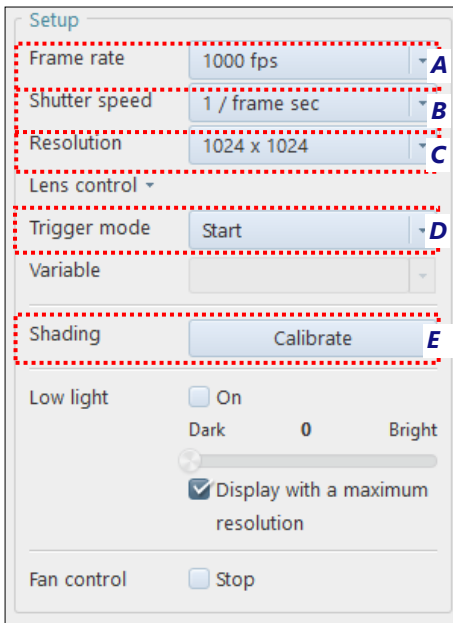 Setup
Frame rate 1000 fps A
Shutter speed 1 / frame sec B
Resolution 1024 x 1024 C
Lens control
Trigger mode Start D
Variable
Shading Calibrate E
Low light On
Dark 0 Bright
Display with a maximum
resolution
Fan control Stop